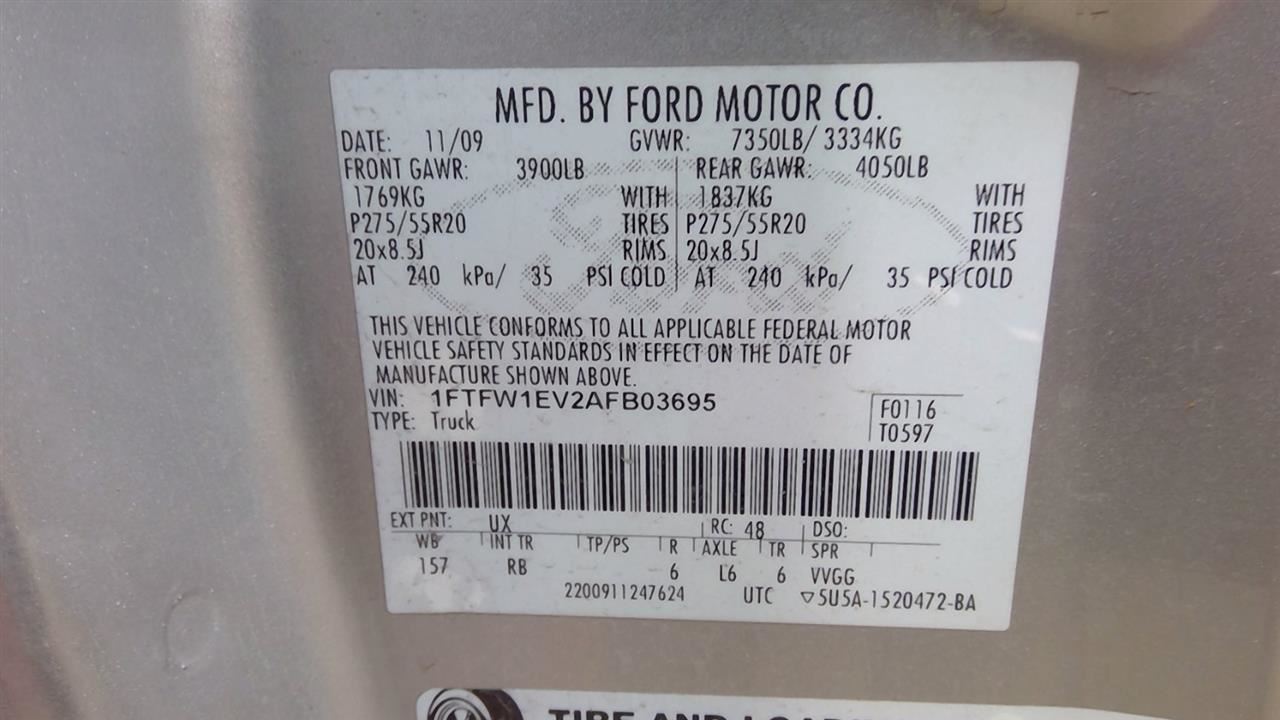 MFD. BY FORD MOTOR CO.
DATE: 11/09 GVWR: 7350LB/ 3334KG
FRONT GAWR: 3900LB REAR GAWR: 4050LB
1769KG WITH 1837KG WITH
P275/55R20 TIRES P275/55R20 TIRES
20x8.5J RIMS 20x8.5J RIMS
AT 240 kPa/ 35 PSI COLD AT 240 kPa/ 35 PSI COLD
THIS VEHICLE CONFORMS TO ALL APPLICABLE FEDERAL MOTOR
VEHICLE SAFETY STANDARDS IN EFFECT ON THE DATE OF
MANUFACTURE SHOWN ABOVE.
VIN: 1FTFW1EV2AFB03695 F0116
TYPE: Truck T0597
EXT PNT: UX RC: 48 DSO:
WB INT TR TP/PS R AXLE TR SPR
157 RB 6 L6 6 VVGG
2200911247624 UTC ▽5U5A-1520472-BA
TIRE AND